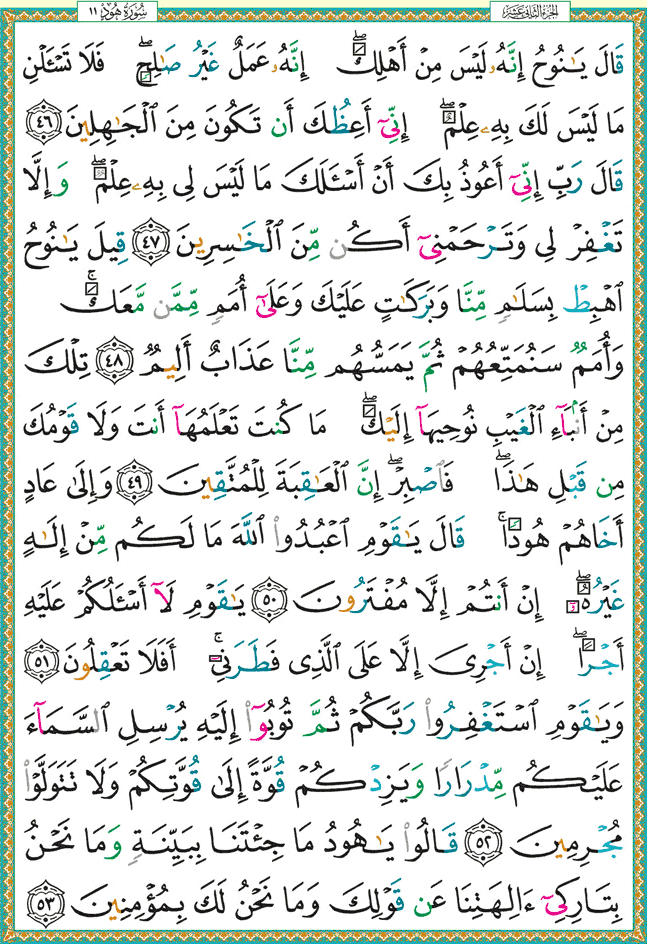 الجزء الثاني عشر
سورة هود ١١
قَالَ يَـٰنُوحُ إِنَّهُۥ لَيْسَ مِنْ أَهْلِكَ ۖ إِنَّهُۥ عَمَلٌ غَيْرُ صَـٰلِحٍ ۖ فَلَا تَسْـَٔلْنِ
مَا لَيْسَ لَكَ بِهِۦ عِلْمٌ ۖ إِنِّىٓ أَعِظُكَ أَن تَكُونَ مِنَ ٱلْجَـٰهِلِينَ ٤٦
قَالَ رَبِّ إِنِّىٓ أَعُوذُ بِكَ أَنْ أَسْـَٔلَكَ مَا لَيْسَ لِى بِهِۦ عِلْمٌ ۖ وَإِلَّا
تَغْفِرْ لِى وَتَرْحَمْنِىٓ أَكُن مِّنَ ٱلْخَـٰسِرِينَ ٤٧ قِيلَ يَـٰنُوحُ
ٱهْبِطْ بِسَلَـٰمٍ مِّنَّا وَبَرَكَـٰتٍ عَلَيْكَ وَعَلَىٰٓ أُمَمٍ مِّمَّن مَّعَكَ ۚ
وَأُمَمٌ سَنُمَتِّعُهُمْ ثُمَّ يَمَسُّهُم مِّنَّا عَذَابٌ أَلِيمٌ ٤٨ تِلْكَ
مِنْ أَنۢبَآءِ ٱلْغَيْبِ نُوحِيهَآ إِلَيْكَ ۖ مَا كُنتَ تَعْلَمُهَآ أَنتَ وَلَا قَوْمُكَ
مِن قَبْلِ هَـٰذَا ۖ فَٱصْبِرْ ۖ إِنَّ ٱلْعَـٰقِبَةَ لِلْمُتَّقِينَ ٤٩ وَإِلَىٰ عَادٍ
أَخَاهُمْ هُودًا ۚ قَالَ يَـٰقَوْمِ ٱعْبُدُوا۟ ٱللَّهَ مَا لَكُم مِّنْ إِلَـٰهٍ
غَيْرُهُۥٓ ۖ إِنْ أَنتُمْ إِلَّا مُفْتَرُونَ ٥٠ يَـٰقَوْمِ لَآ أَسْـَٔلُكُمْ عَلَيْهِ
أَجْرًا ۖ إِنْ أَجْرِىَ إِلَّا عَلَى ٱلَّذِى فَطَرَنِىٓ ۚ أَفَلَا تَعْقِلُونَ ٥١
وَيَـٰقَوْمِ ٱسْتَغْفِرُوا۟ رَبَّكُمْ ثُمَّ تُوبُوٓا۟ إِلَيْهِ يُرْسِلِ ٱلسَّمَآءَ
عَلَيْكُم مِّدْرَارًا وَيَزِدْكُمْ قُوَّةً إِلَىٰ قُوَّتِكُمْ وَلَا تَتَوَلَّوْا۟
مُجْرِمِينَ ٥٢ قَالُوا۟ يَـٰهُودُ مَا جِئْتَنَا بِبَيِّنَةٍ وَمَا نَحْنُ
بِتَارِكِىٓ ءَالِهَتِنَا عَن قَوْلِكَ وَمَا نَحْنُ لَكَ بِمُؤْمِنِينَ ٥٣